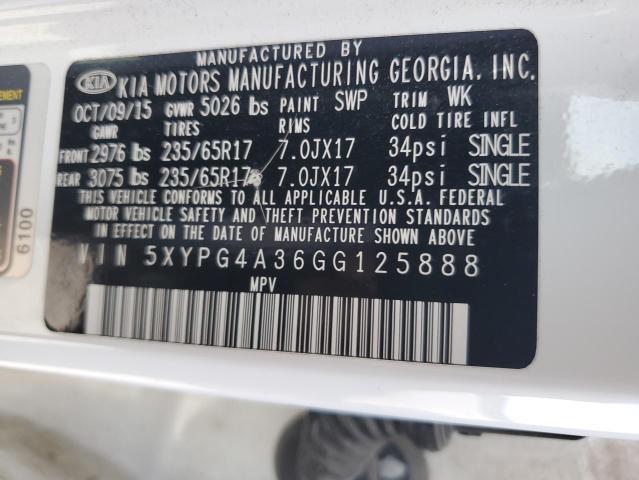 MANUFACTURED BY
KIA KIA MOTORS MANUFACTURING GEORGIA, INC.
OCT/09/15 GVWR 5026 lbs PAINT SWP TRIM WK
GAWR TIRES RIMS COLD TIRE INFL
FRONT 2976 lbs 235/65R17 7.0JX17 34psi SINGLE
REAR 3075 lbs 235/65R17 7.0JX17 34psi SINGLE
THIS VEHICLE CONFORMS TO ALL APPLICABLE U.S.A. FEDERAL
MOTOR VEHICLE SAFETY AND THEFT PREVENTION STANDARDS
IN EFFECT ON THE DATE OF MANUFACTURE SHOWN ABOVE
VIN 5XYPG4A36GG125888
MPV
6100